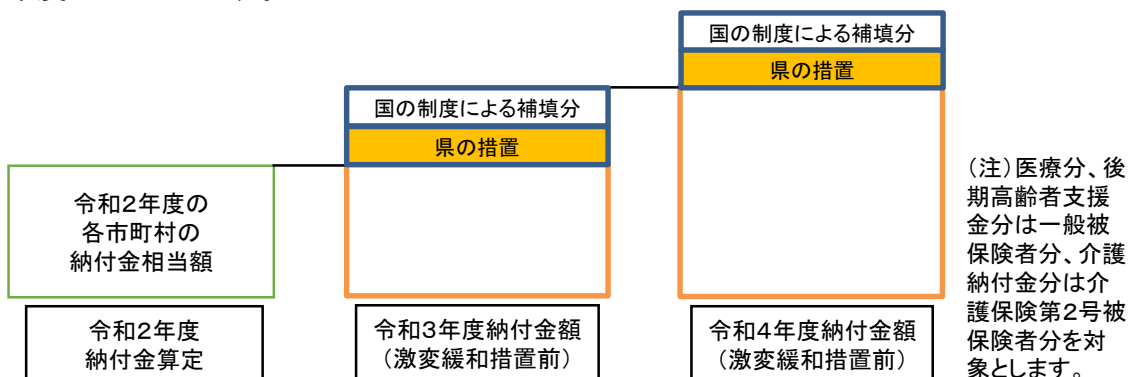 国の制度による補填分
県の措置
国の制度による補填分
県の措置
令和2年度の
各市町村の
納付金相当額
(注)医療分、後
期高齢者支援
金分は一般被
保険者分、介護
納付金分は介
護保険第2号被
保険者分を対
象とします。
令和2年度
納付金算定
令和3年度納付金額
(激変緩和措置前)
令和4年度納付金額
(激変緩和措置前)